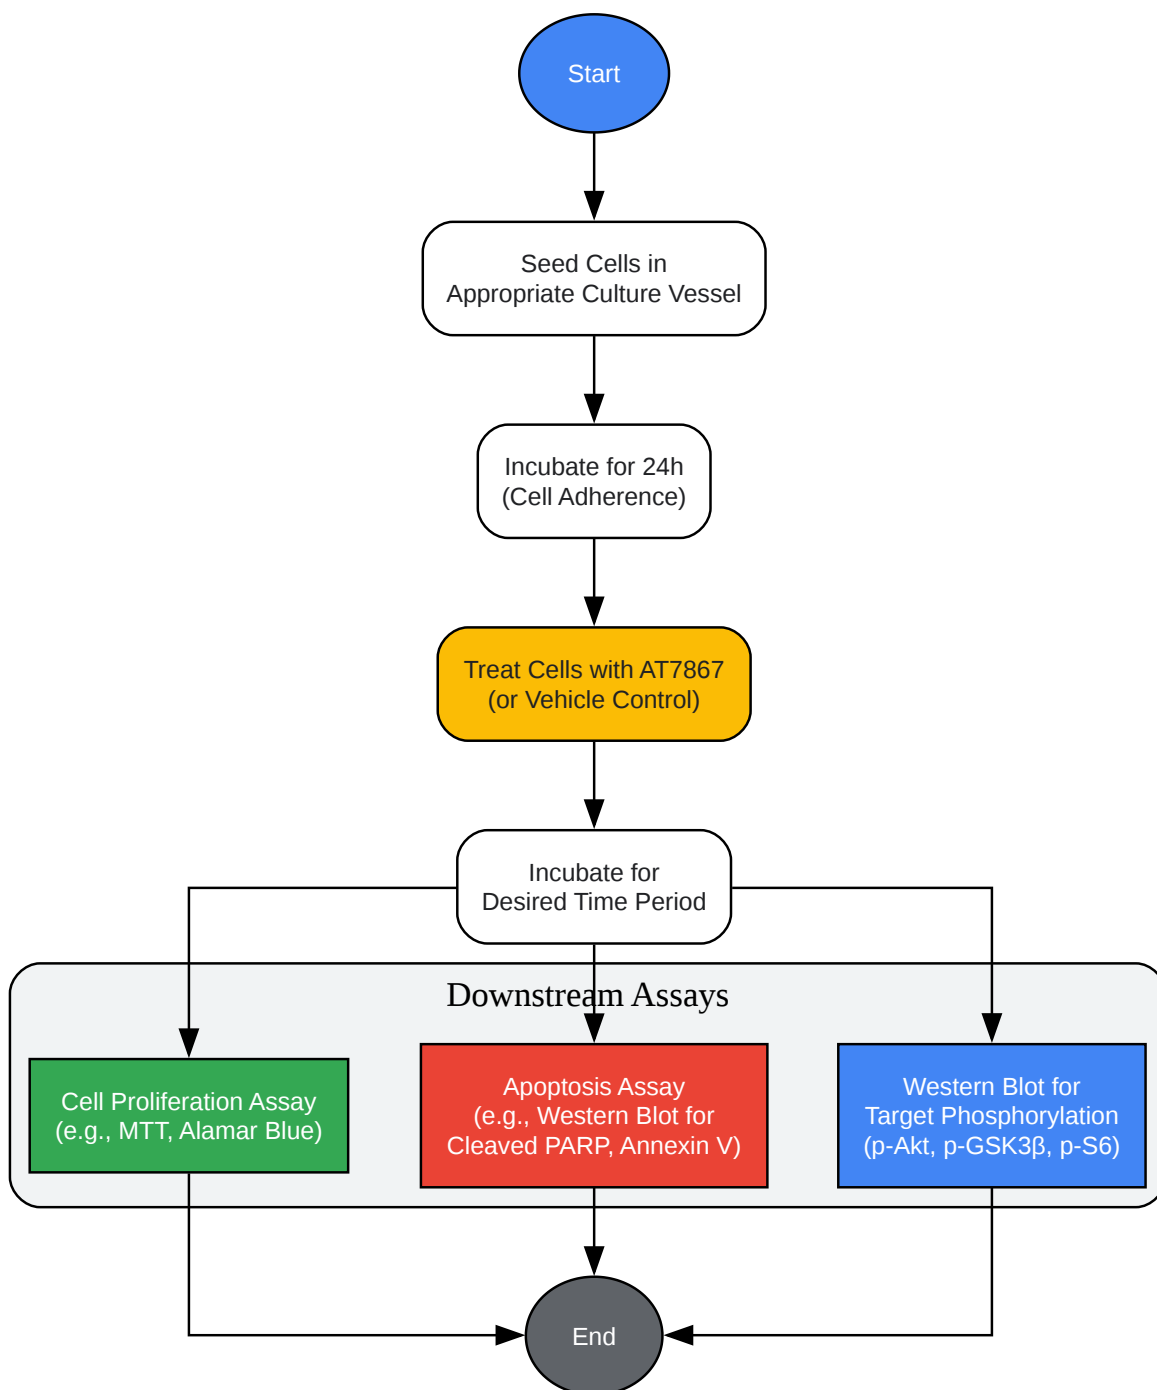 Start
Seed Cells in
Appropriate Culture Vessel
Incubate for 24h
(Cell Adherence)
Treat Cells with AT7867
(or Vehicle Control)
Incubate for
Desired Time Period
Downstream Assays
Cell Proliferation Assay
(e.g., MTT, Alamar Blue)
Apoptosis Assay
(e.g., Western Blot for
Cleaved PARP, Annexin V)
Western Blot for
Target Phosphorylation
(p-Akt, p-GSK3β, p-S6)
End